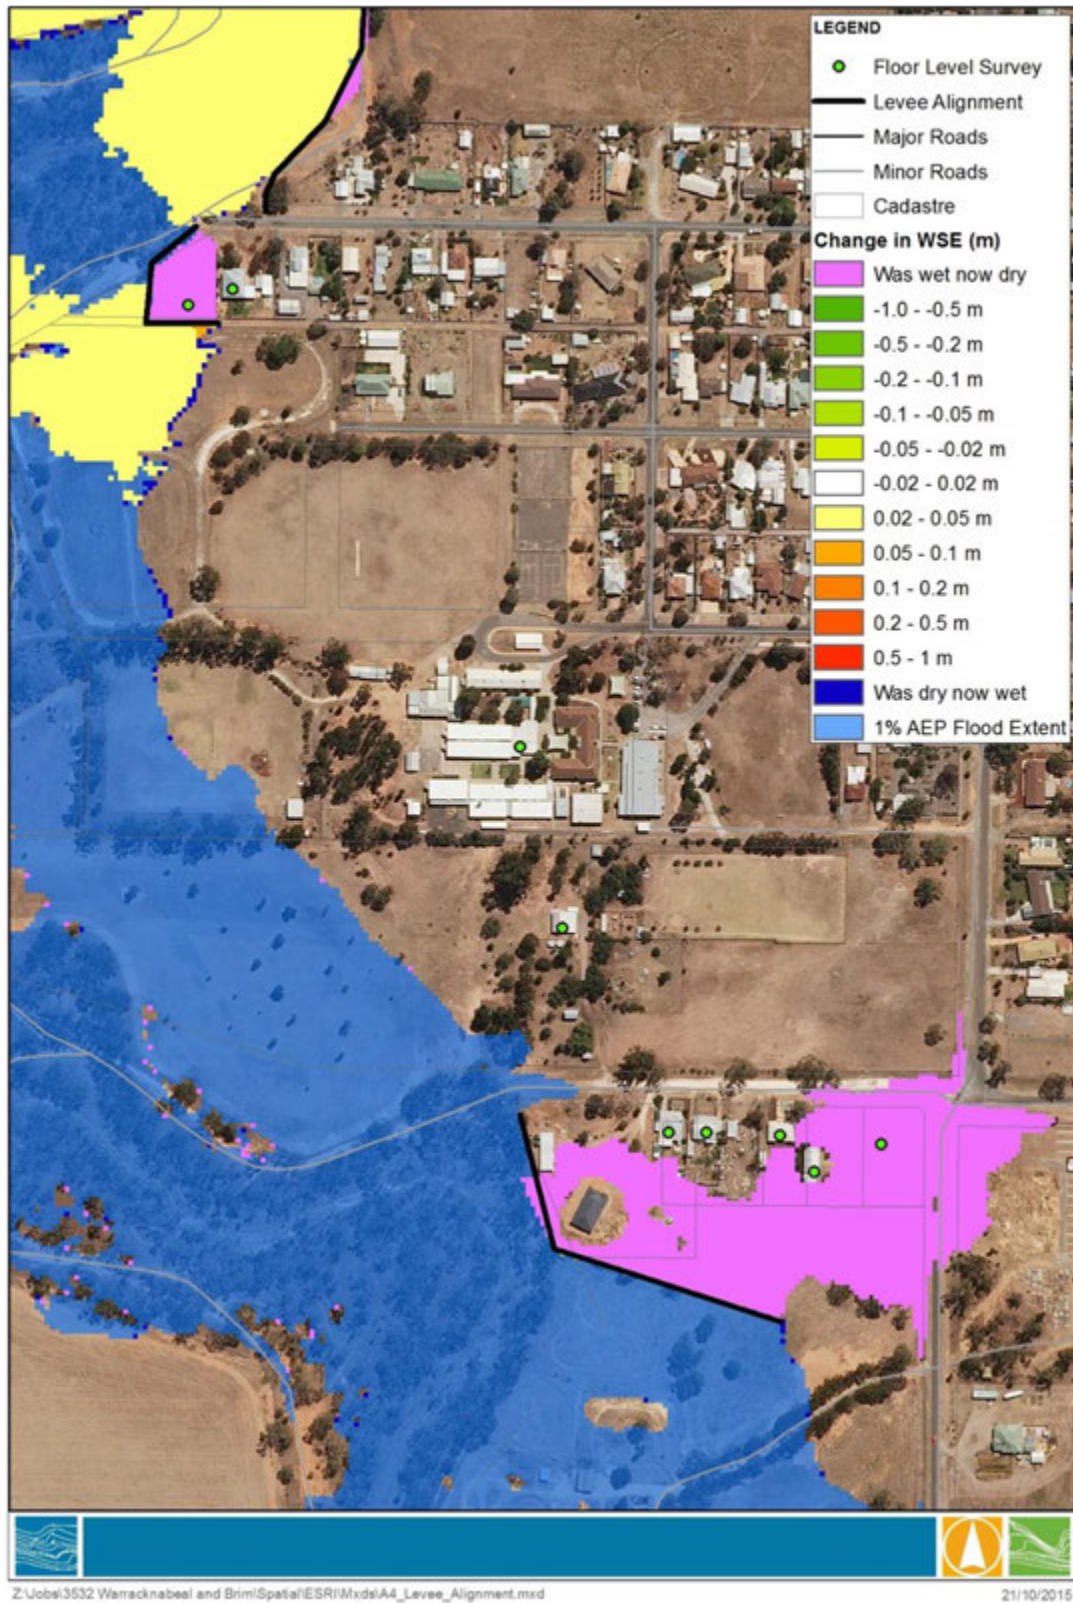 LEGEND
Floor Level Survey
Levee Alignment
Major Roads
Minor Roads
Cadastre
Change in WSE (m)
Was wet now dry
-1.0 - -0.5 m
-0.5 - -0.2 m
-0.2 - -0.1 m
-0.1 - -0.05 m
-0.05 - -0.02 m
-0.02 - 0.02 m
0.02 - 0.05 m
0.05 - 0.1 m
0.1 - 0.2 m
0.2 - 0.5 m
0.5 - 1 m
Was dry now wet
1% AEP Flood Extent
Z:\Jobs\3532 Warracknabeal and Brim\Spatial\ESRI\Mxds\A4_Levee_Alignment.mxd
21/10/2015